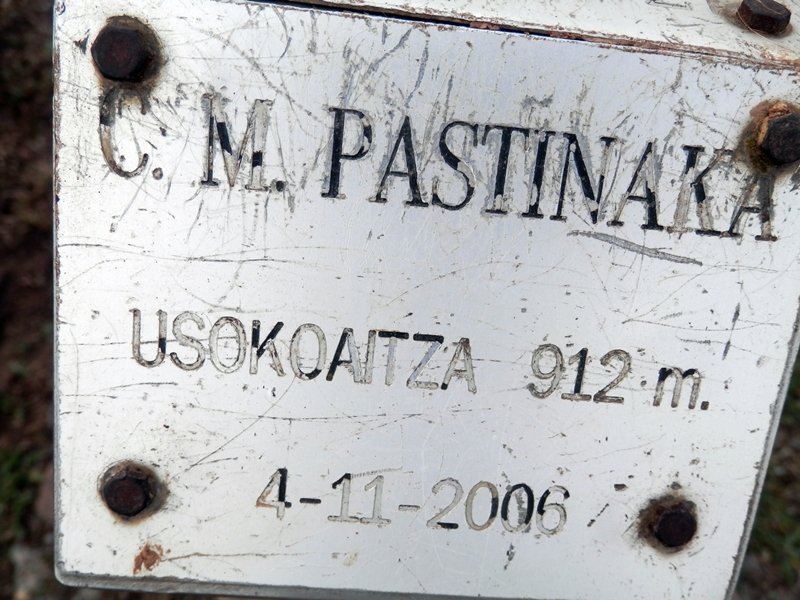 C. M. PASTINAKA
USOKOAITZA 912 m.
4-11-2006